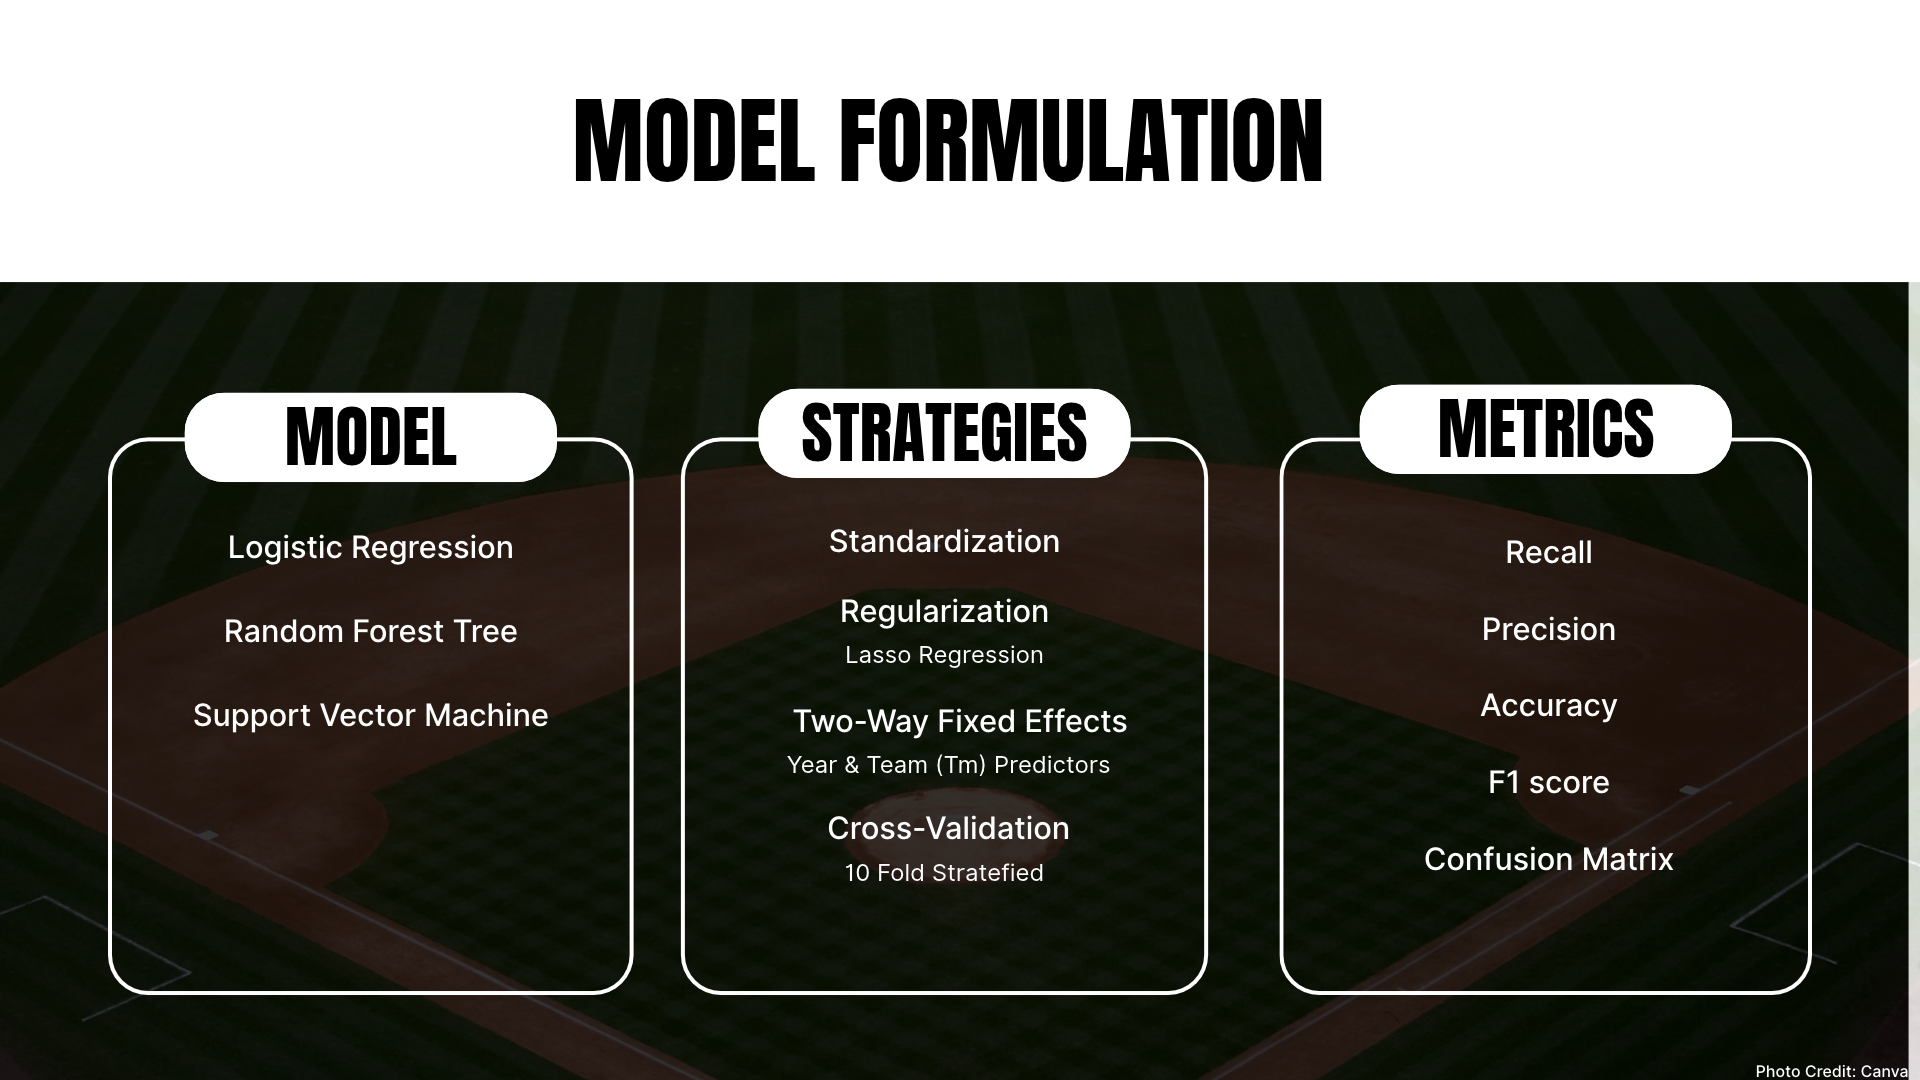 MODEL FORMULATION
MODEL
Logistic Regression
Random Forest Tree
Support Vector Machine
STRATEGIES
Standardization
Regularization
Lasso Regression
Two-Way Fixed Effects
Year & Team (Tm) Predictors
Cross-Validation
10 Fold Stratefied
METRICS
Recall
Precision
Accuracy
F1 score
Confusion Matrix
Photo Credit: Canva